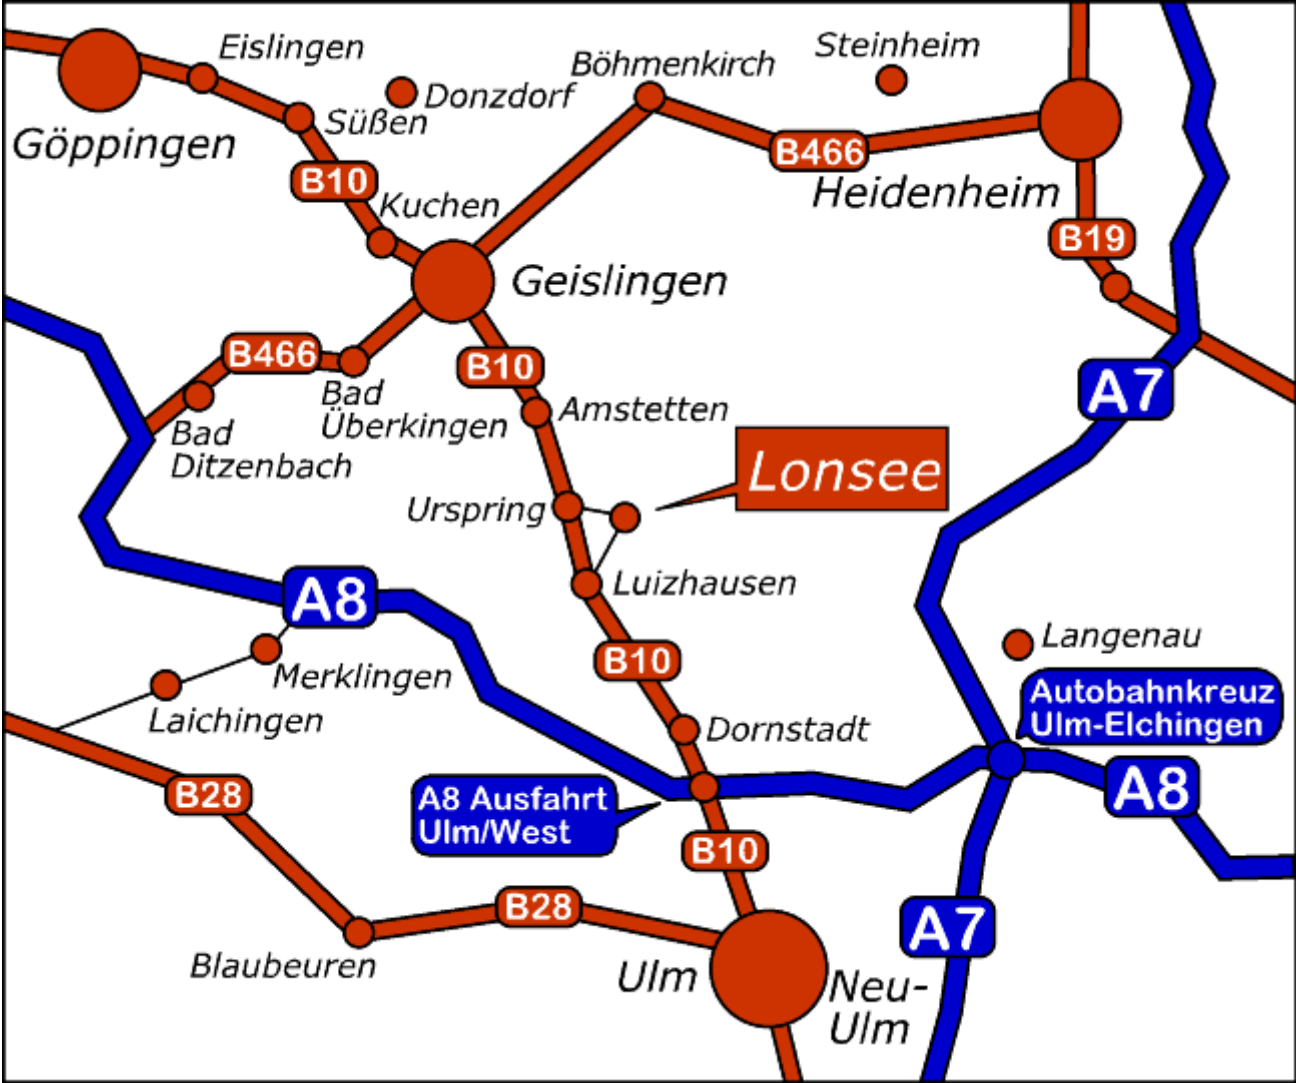 Eislingen
Steinheim
Böhmenkirch
Donzdorf
Süßen
Göppingen
B466
B10
Heidenheim
Kuchen
B19
Geislingen
B466
B10
A7
Bad
Überkingen
Amstetten
Bad
Ditzenbach
Lonsee
Urspring
Luizhausen
A8
Langenau
B10
Merklingen
Autobahnkreuz
Ulm-Elchingen
Laichingen
Dornstadt
B28
A8 Ausfahrt
Ulm/West
A8
B10
B28
A7
Blaubeuren
Ulm
Neu-
Ulm